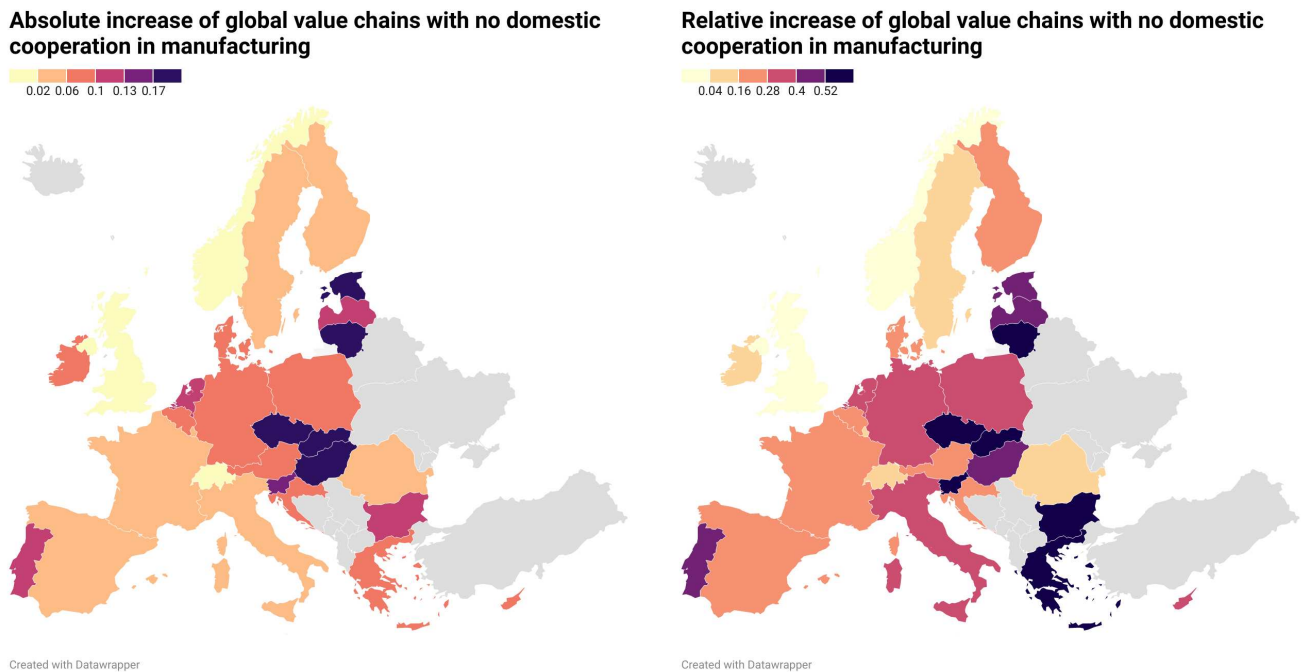 Absolute increase of global value chains with no domestic
cooperation in manufacturing
0.02 0.06 0.1 0.13 0.17
Created with Datawrapper
Relative increase of global value chains with no domestic
cooperation in manufacturing
0.04 0.16 0.28 0.4 0.52
Created with Datawrapper